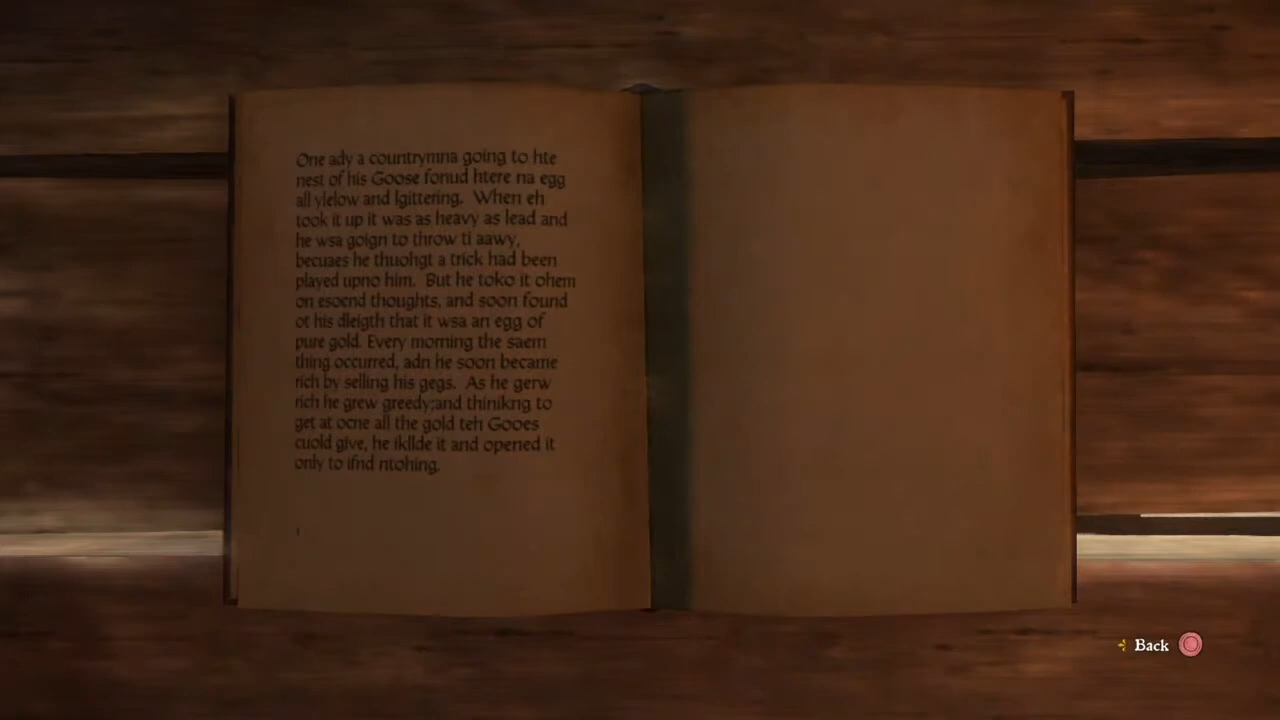 One ady a countrymna going to hte
nest of his Goose fonud htere na egg
all ylelow and lgittering.  When eh
took it up it was as heavy as lead and
he wsa goign to throw ti aawy,
becuaes he thuohgt a trick had been
played upno him.  But he toko it ohem
on esoend thoughts, and soon found
ot his dleigth that it wsa an egg of
pure gold. Every morning the saem
thing occurred, adn he soon became
rich by selling his gegs.  As he gerw
rich he grew greedy;and thinikng to
get at ocne all the gold teh Gooes
cuold give, he ikllde it and opened it
only to ifnd ntohing.
1
Back